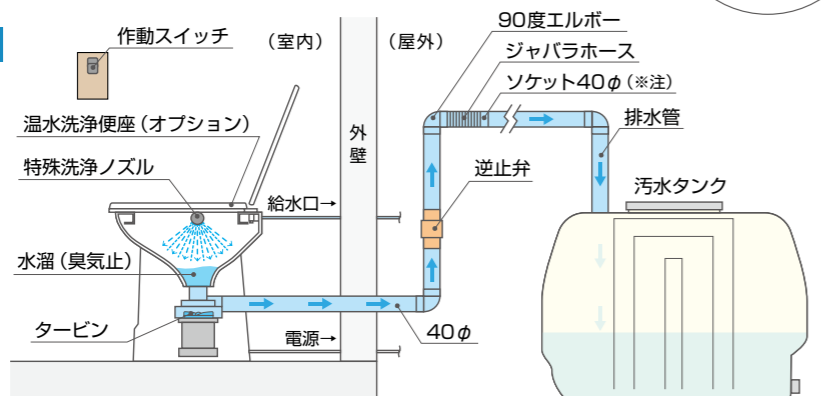 作動スイッチ
(室内)
(屋外)
90度エルボー
ジャバラホース
ソケット40φ(※注)
排水管
温水洗浄便座(オプション)
特殊洗浄ノズル
外壁
給水口→
逆止弁
汚水タンク
水溜(臭気止)
タービン
電源→
40φ